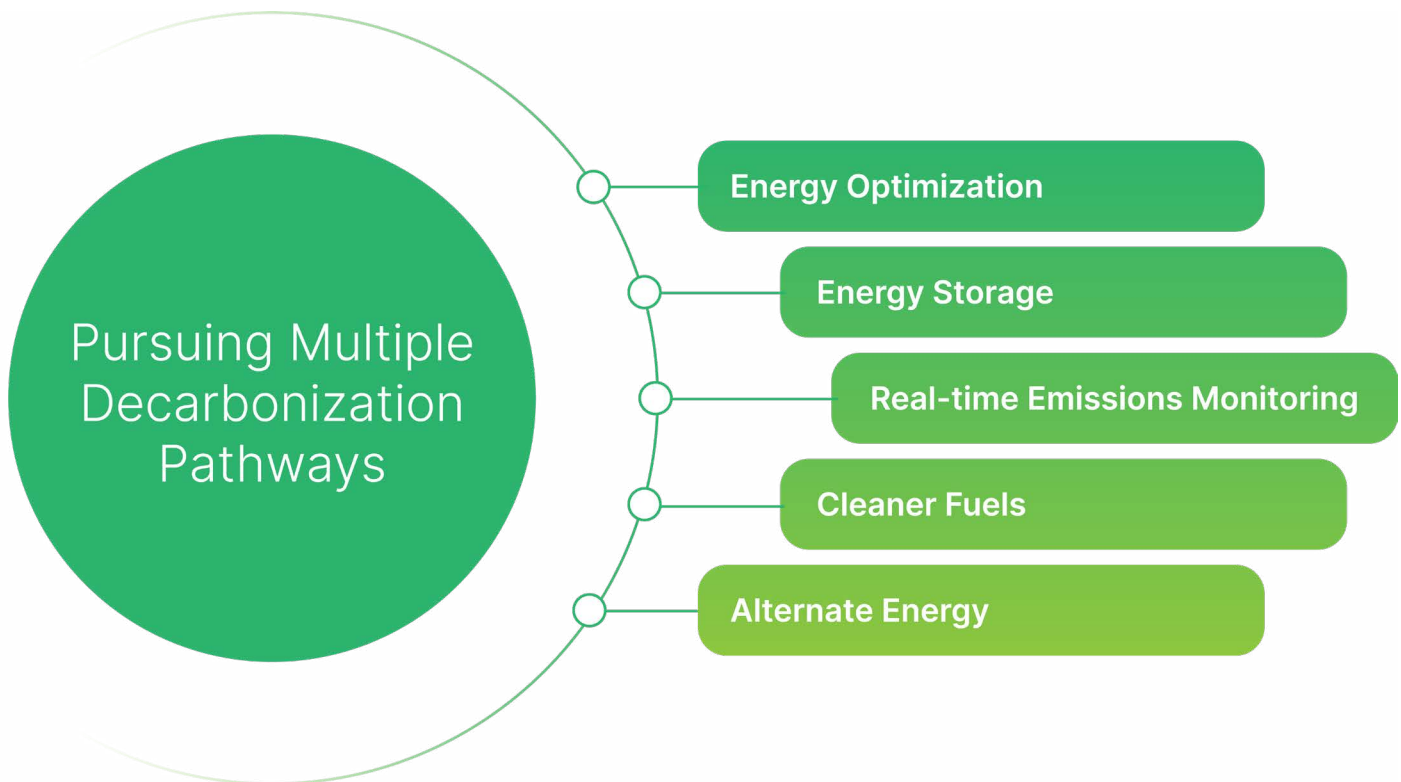 Pursuing Multiple
Decarbonization
Pathways
Energy Optimization
Energy Storage
Real-time Emissions Monitoring
Cleaner Fuels
Alternate Energy